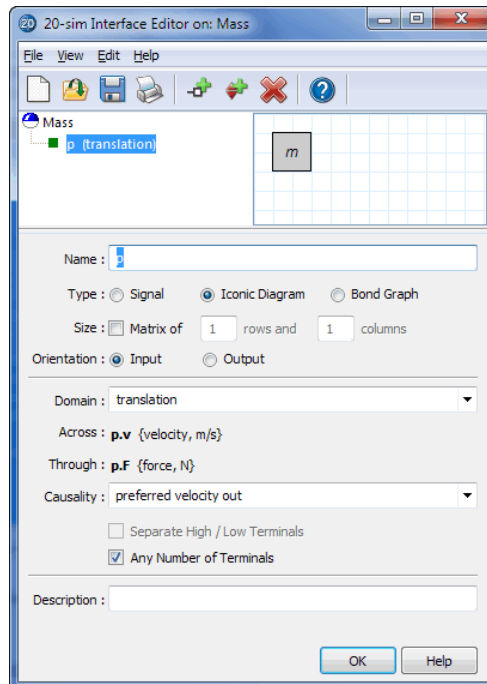 20-sim Interface Editor on: Mass
File View Edit Help
Mass
p (translation)
m
Name : p
Type : Signal Iconic Diagram Bond Graph
Size : Matrix of 1 rows and 1 columns
Orientation : Input Output
Domain : translation
Across : p.v {velocity, m/s}
Through : p.F {force, N}
Causality : preferred velocity out
Separate High / Low Terminals
Any Number of Terminals
Description :
OK Help